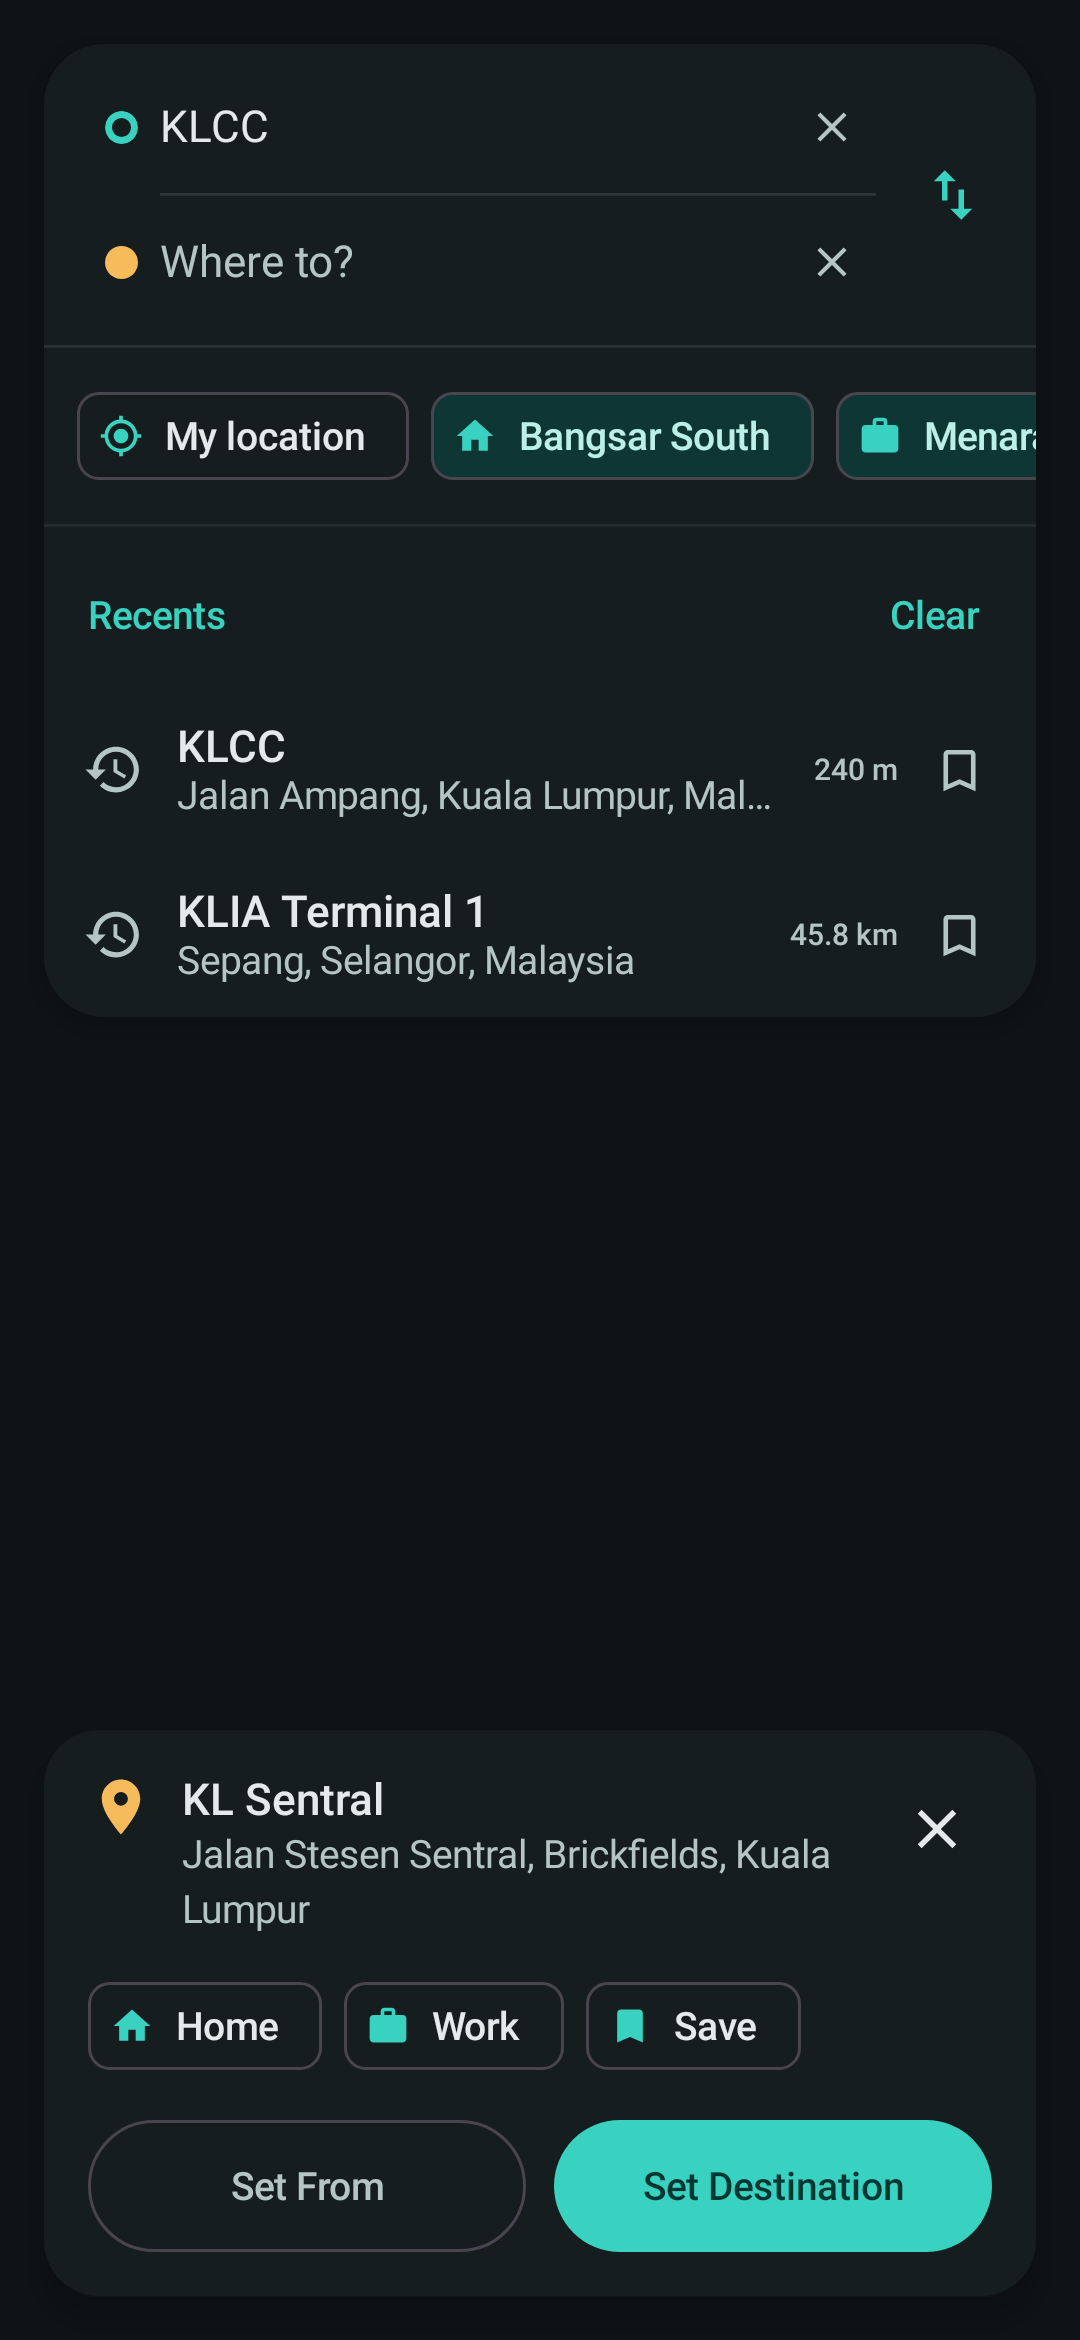 KLCC
Where to?
My location
Bangsar South
Recents
Clear
KLCC
Jalan Ampang, Kuala Lumpur, Mal...
240 m
KLIA Terminal 1
Sepang, Selangor, Malaysia
45.8 km
KL Sentral
Jalan Stesen Sentral, Brickfields, Kuala
Lumpur
Home
Work
Save
Set From
Set Destination